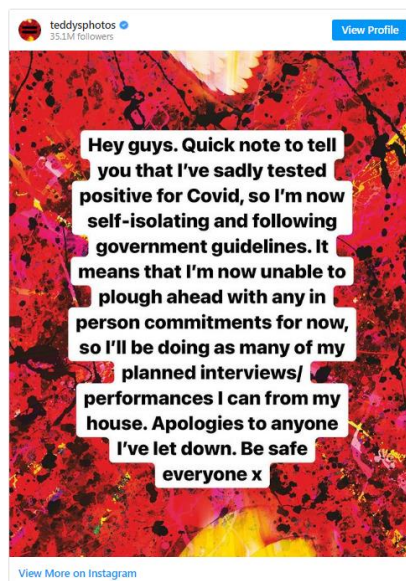 teddysphotos
35.1M followers
View Profile
Hey guys. Quick note to tell
you that I've sadly tested
positive for Covid, so I'm now
self-isolating and following
government guidelines. It
means that I'm now unable to
plough ahead with any in
person commitments for now,
so I'll be doing as many of my
planned interviews/
performances I can from my
house. Apologies to anyone
I've let down. Be safe
everyone x
View More on Instagram